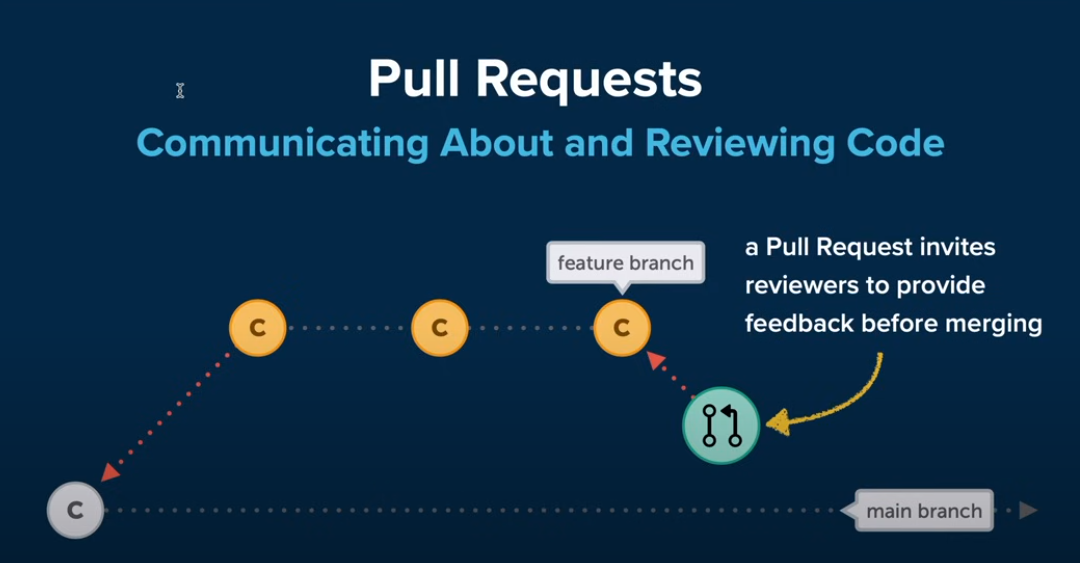 Pull Requests
Communicating About and Reviewing Code
a Pull Request invites
reviewers to provide
feedback before merging
feature branch
C
C
C
C
main branch